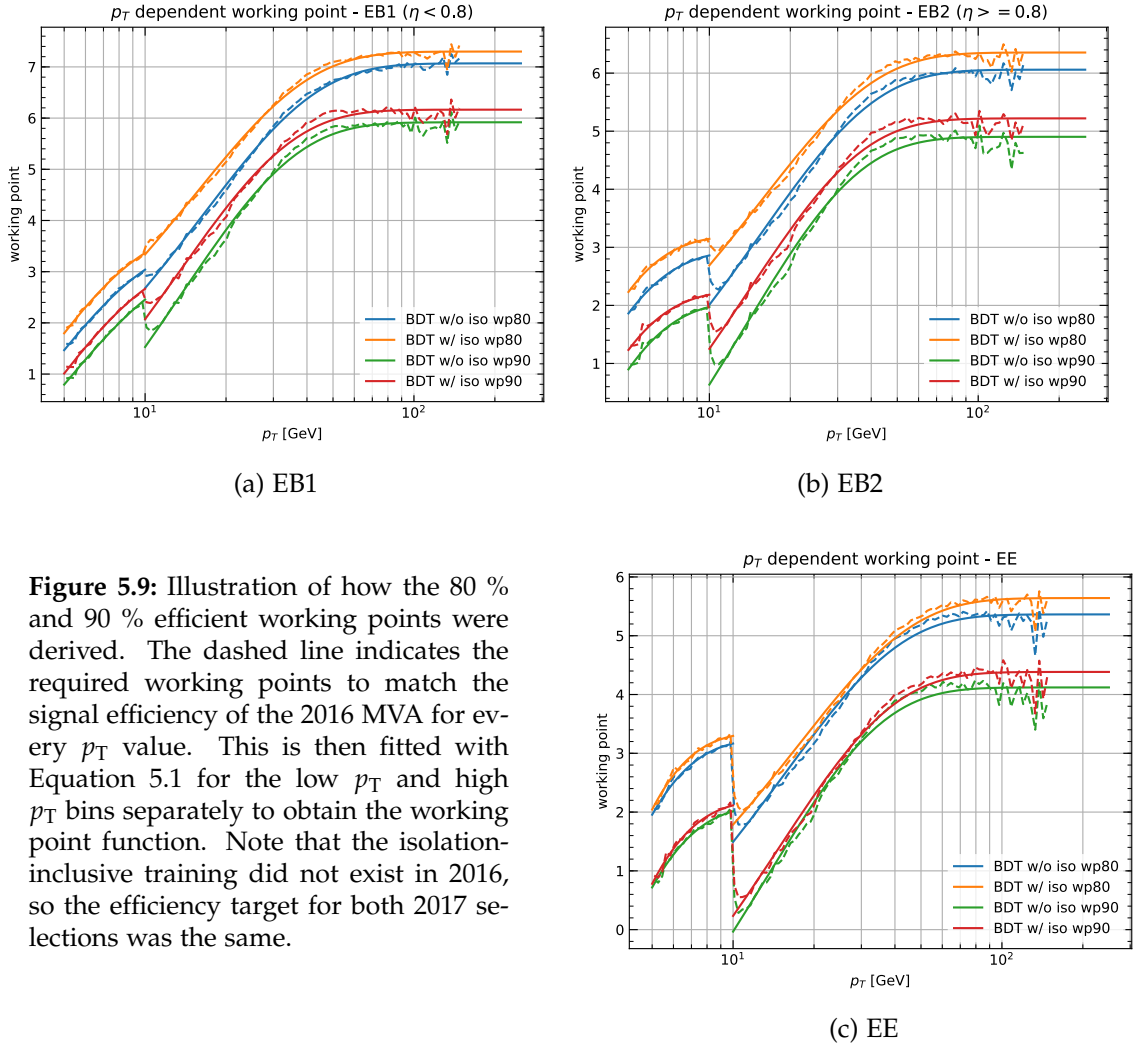 p_T dependent working point - EB1 (η < 0.8)
7
6
5
4
3
2
1
working point
BDT w/o iso wp80
BDT w/ iso wp80
BDT w/o iso wp90
BDT w/ iso wp90
10^1
10^2
p_T [GeV]
(a) EB1
p_T dependent working point - EB2 (η >= 0.8)
6
5
4
3
2
1
working point
BDT w/o iso wp80
BDT w/ iso wp80
BDT w/o iso wp90
BDT w/ iso wp90
10^1
10^2
p_T [GeV]
(b) EB2
Figure 5.9: Illustration of how the 80 %
and 90 % efficient working points were
derived. The dashed line indicates the
required working points to match the
signal efficiency of the 2016 MVA for ev-
ery p_T value. This is then fitted with
Equation 5.1 for the low p_T and high
p_T bins separately to obtain the working
point function. Note that the isolation-
inclusive training did not exist in 2016,
so the efficiency target for both 2017 se-
lections was the same.
p_T dependent working point - EE
6
5
4
3
2
1
0
working point
BDT w/o iso wp80
BDT w/ iso wp80
BDT w/o iso wp90
BDT w/ iso wp90
10^1
10^2
p_T [GeV]
(c) EE